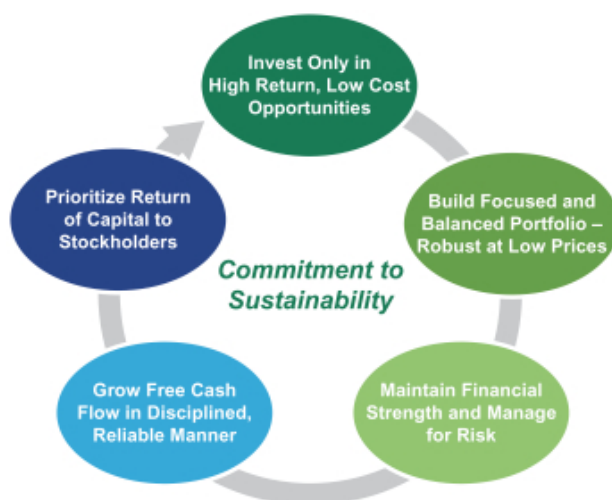 Invest Only in
High Return, Low Cost
Opportunities
Build Focused and
Balanced Portfolio –
Robust at Low Prices
Maintain Financial
Strength and Manage
for Risk
Grow Free Cash
Flow in Disciplined,
Reliable Manner
Prioritize Return
of Capital to
Stockholders
Commitment to
Sustainability